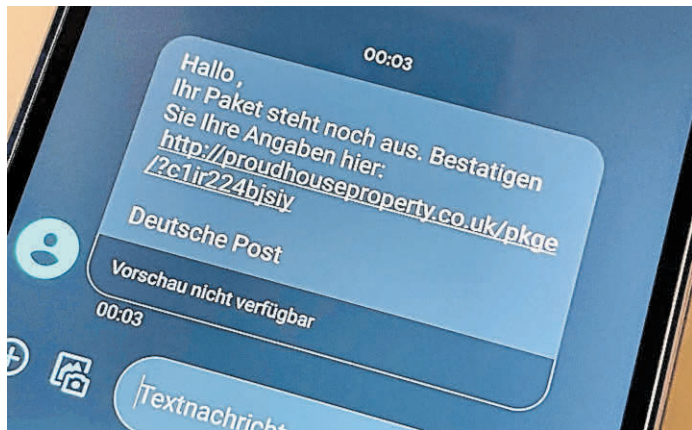 00:03
Hallo,
Ihr Paket steht noch aus. Bestatigen
Sie Ihre Angaben hier:
http://proudhouseproperty.co.uk/pkge
/?c1ir224bjsiy
Deutsche Post
Vorschau nicht verfügbar
00:03
Textnachricht